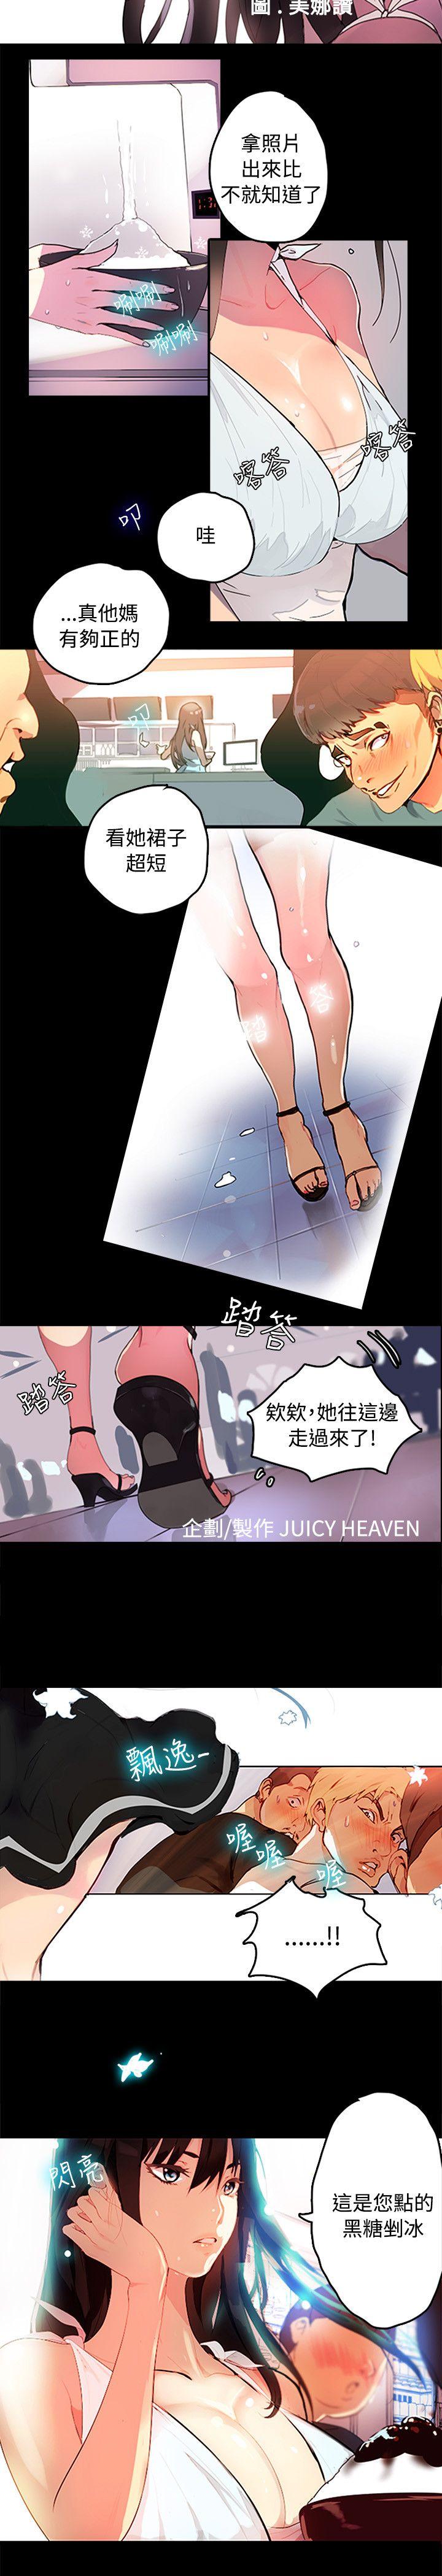 圖．美娜讚
拿照片
出來比
不就知道了
唰唰
唰唰
喀答
喀答
叩
哇
...真他媽
有夠正的
叩
看她裙子
超短
答
踏
踏答
踏答
欸欸，她往這邊
走過來了！
企劃/製作 JUICY HEAVEN
飄逸~
喔
喔
喔
......!!
閃亮
這是您點的
黑糖剉冰